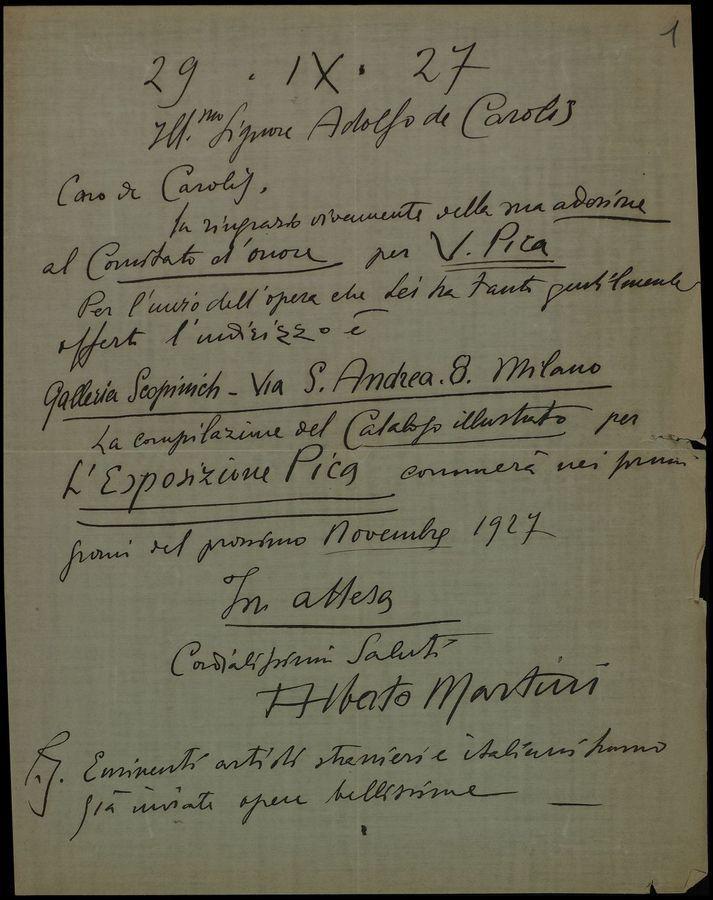 1
29 . IX . 27
Ill.mo Signore Adolfo de Carolis
Caro de Carolis,
La ringrazio vivamente della sua adesione
al Comitato d'onore per V. Pica
Per l'invio dell'opera che Lei ha tanto gentilmente
offerto l'indirizzo è
Galleria Scopinich - Via S. Andrea. 8. Milano
La compilazione del Catalogo illustrato per
L'Esposizione Pica comincerà nei primi
giorni del prossimo Novembre 1927
In attesa
Cordialissimi Saluti
Alberto Martini
Eminenti artisti stranieri e italiani hanno
già inviate opere bellissime —